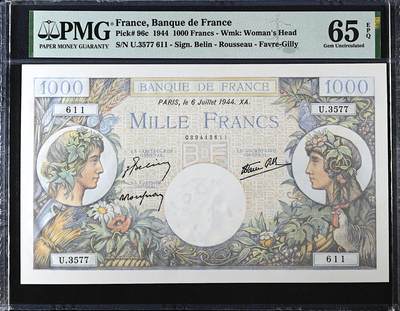 PMG
PAPER MONEY GUARANTY
France, Banque de France
Pick# 96c 1944 1000 Francs - Wmk: Woman's Head
S/N U.3577 611 - Sign. Belin - Rousseau - Favre-Gilly
65 EPQ
Gem Uncirculated
1000 BANQUE DE FRANCE 1000
611 PARIS, le 6 Juillet 1944. XA. U.3577
MILLE FRANCS
BF
U.3577 611